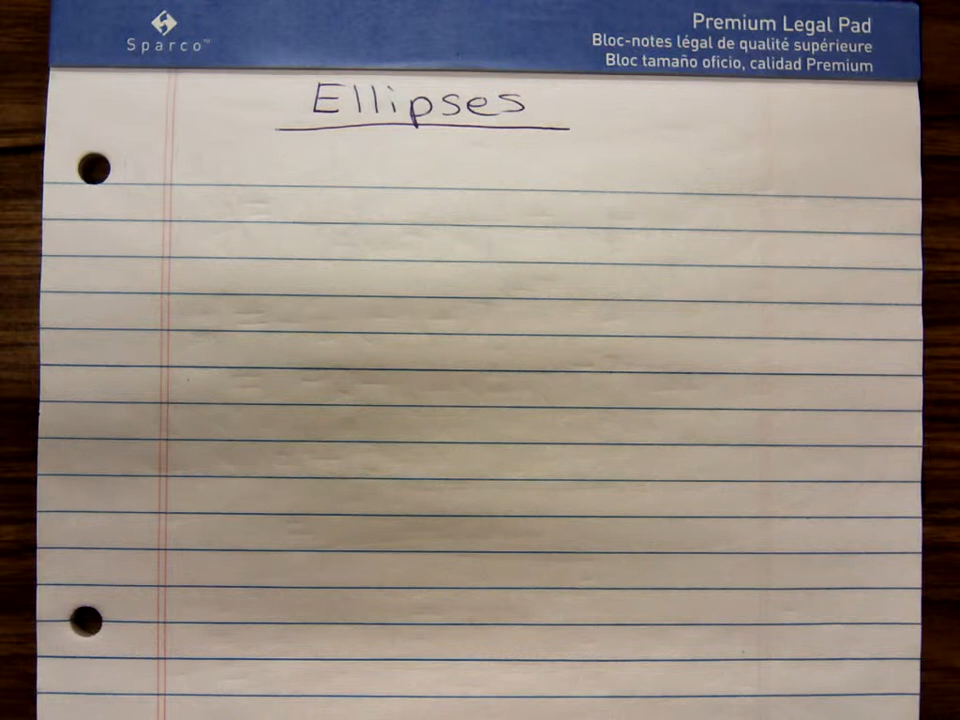 Sparco™
Premium Legal Pad
Bloc-notes légal de qualité supérieure
Bloc tamaño oficio, calidad Premium
Ellipses